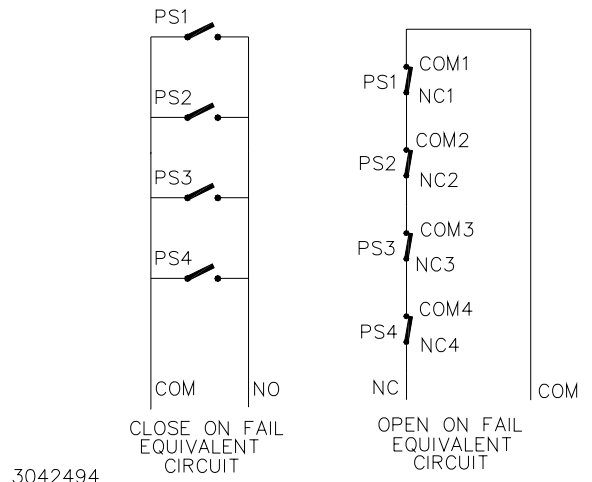 PS1
PS2
PS3
PS4
COM
NO
CLOSE ON FAIL
EQUIVALENT
CIRCUIT
COM1
PS1
NC1
COM2
PS2
NC2
COM3
PS3
NC3
COM4
PS4
NC4
NC
COM
OPEN ON FAIL
EQUIVALENT
CIRCUIT
3042494